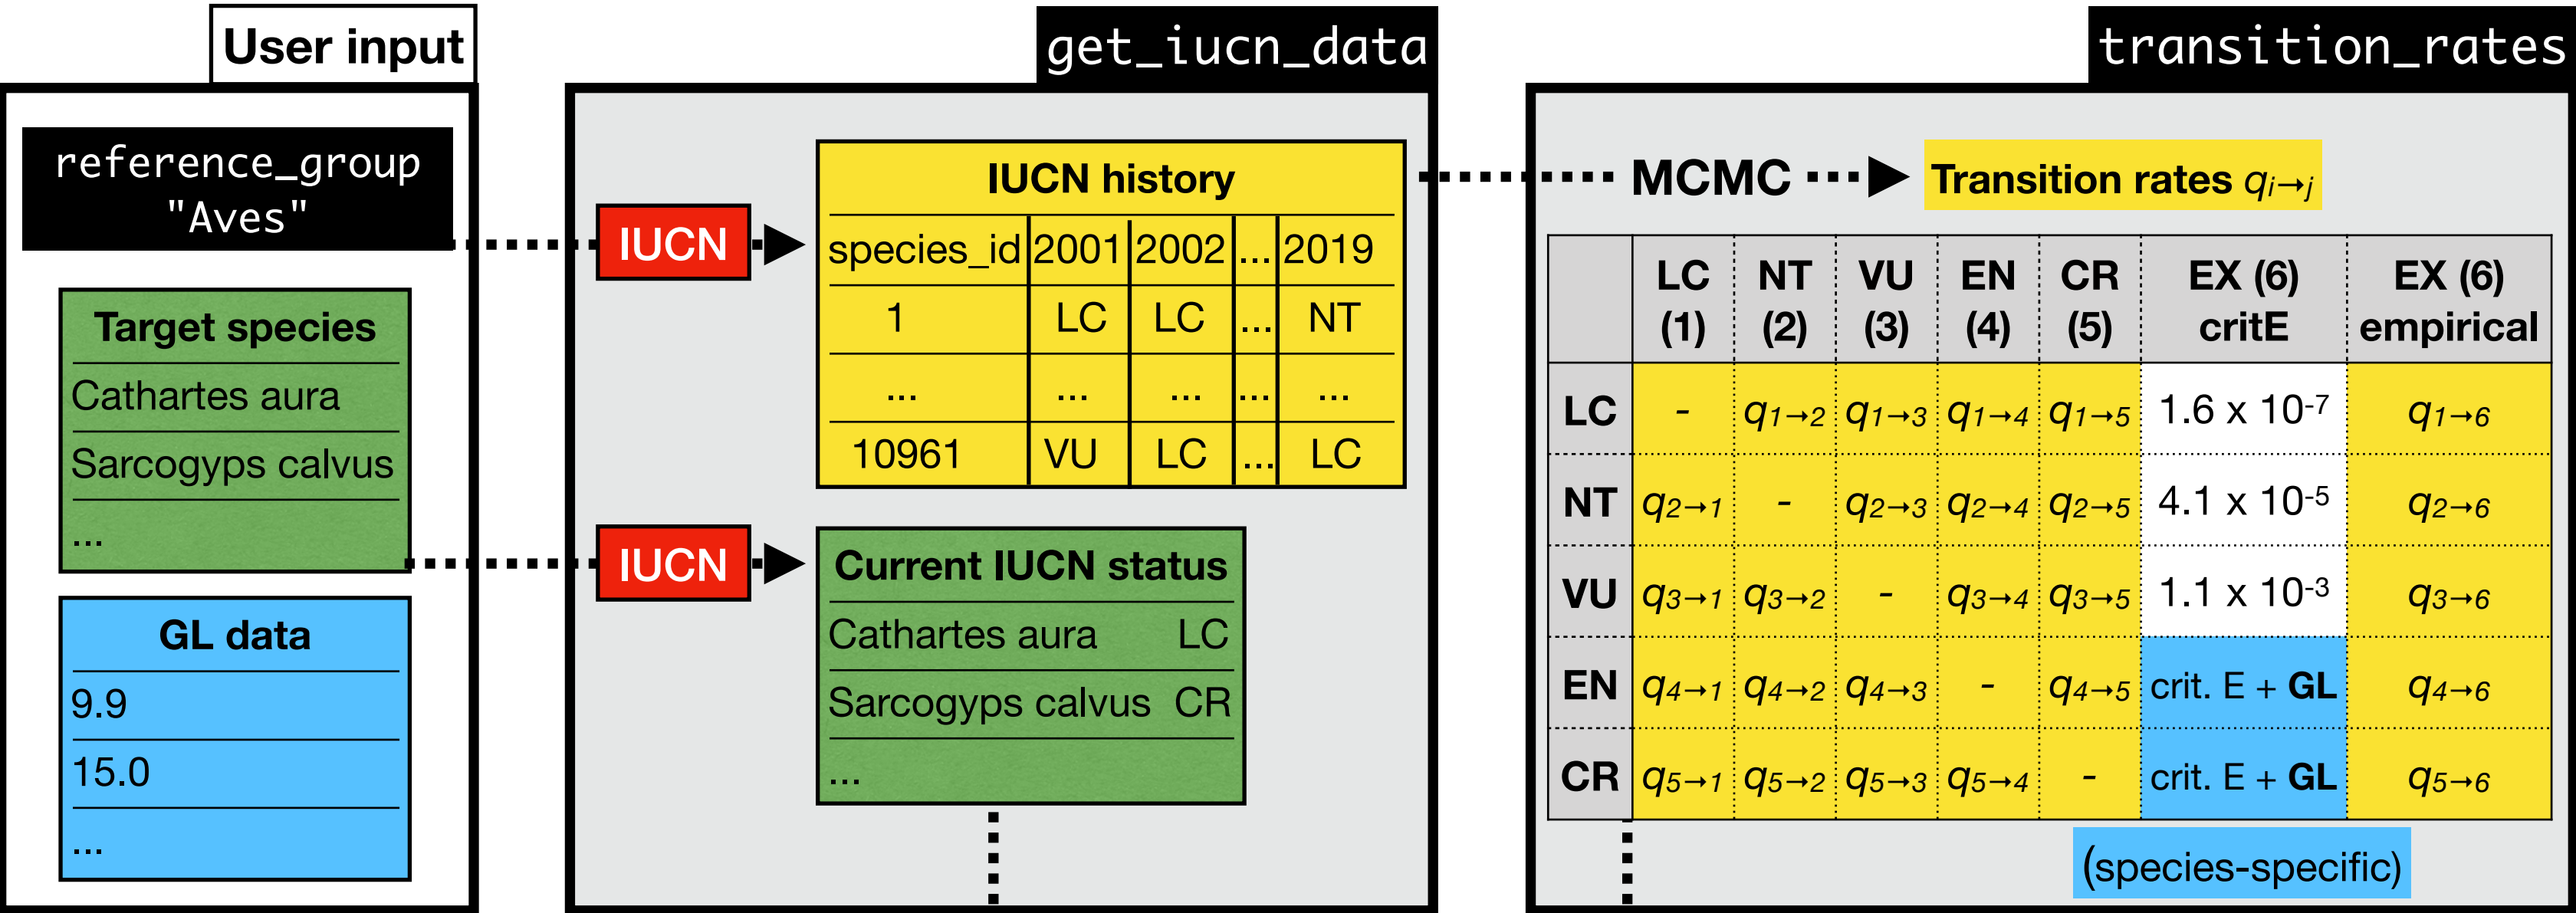 User input
reference_group
"Aves"
Target species
Cathartes aura
Sarcogyps calvus
...
GL data
9.9
15.0
...
get_iucn_data
IUCN
IUCN history
species_id 2001 2002 ... 2019
1 LC LC ... NT
... ... ... ... ...
10961 VU LC ... LC
IUCN
Current IUCN status
Cathartes aura LC
Sarcogyps calvus CR
...
transition_rates
MCMC Transition rates qi→j
LC NT VU EN CR EX (6) EX (6)
(1) (2) (3) (4) (5) critE empirical
LC - q1→2 q1→3 q1→4 q1→5 1.6 x 10-7 q1→6
NT q2→1 - q2→3 q2→4 q2→5 4.1 x 10-5 q2→6
VU q3→1 q3→2 - q3→4 q3→5 1.1 x 10-3 q3→6
EN q4→1 q4→2 q4→3 - q4→5 crit. E + GL q4→6
CR q5→1 q5→2 q5→3 q5→4 - crit. E + GL q5→6
(species-specific)